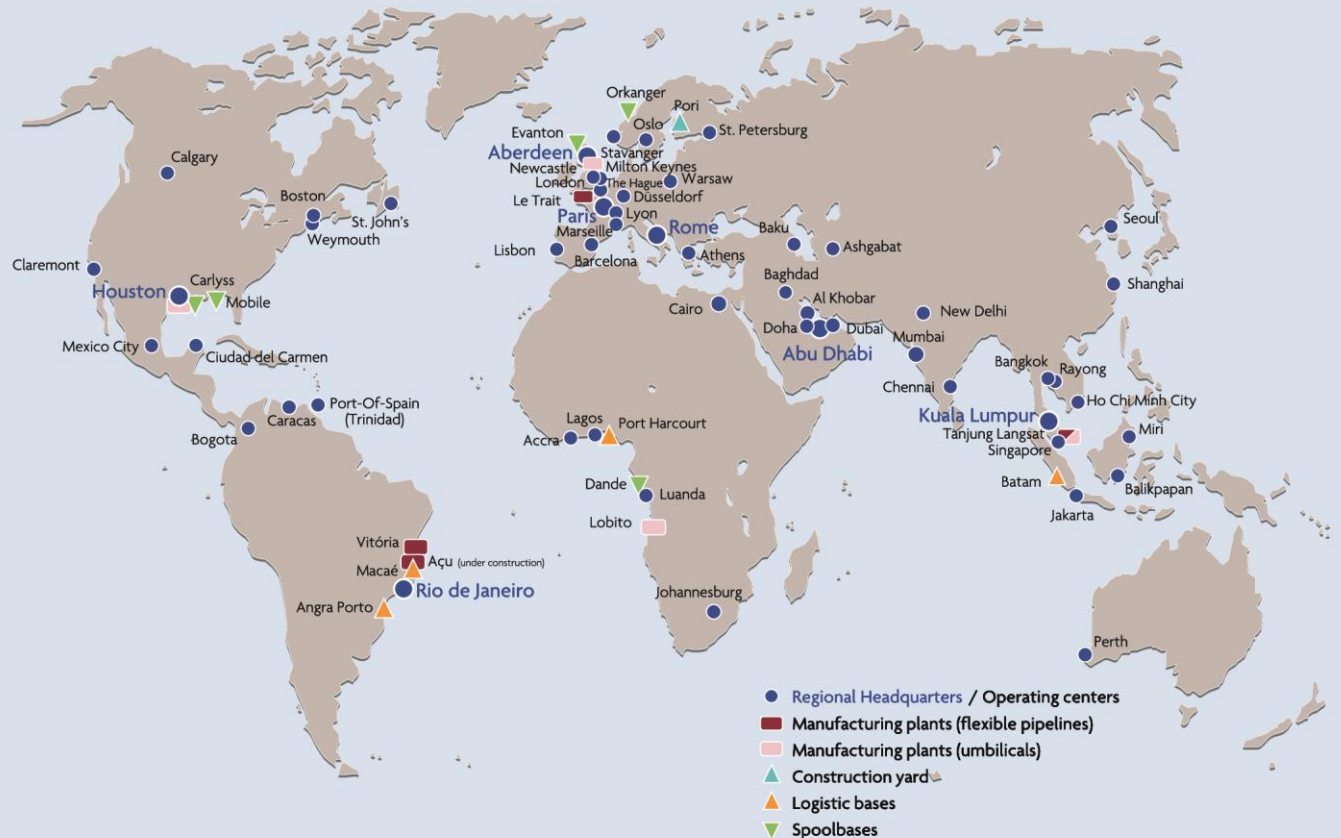 Orkanger
Pori
Evanton
Oslo
St. Petersburg
Aberdeen
Stavanger
Calgary
Newcastle
Milton Keynes
London
The Hague
Warsaw
Boston
Le Trait
Düsseldorf
St. John's
Paris
Lyon
Seoul
Weymouth
Marseille
Rome
Baku
Ashgabat
Lisbon
Barcelona
Athens
Claremont
Carlyss
Baghdad
Shanghai
Houston
Mobile
Cairo
Al Khobar
New Delhi
Doha
Dubai
Mumbai
Mexico City
Ciudad del Carmen
Abu Dhabi
Bangkok
Rayong
Chennai
Ho Chi Minh City
Port-Of-Spain
(Trinidad)
Caracas
Kuala Lumpur
Bogota
Lagos
Port Harcourt
Accra
Tanjung Langsat
Miri
Singapore
Dande
Luanda
Batam
Balikpapan
Jakarta
Lobito
Vitória
Açu (under construction)
Macaé
Rio de Janeiro
Angra Porto
Johannesburg
Perth
Regional Headquarters / Operating centers
Manufacturing plants (flexible pipelines)
Manufacturing plants (umbilicals)
Construction yard
Logistic bases
Spoolbases